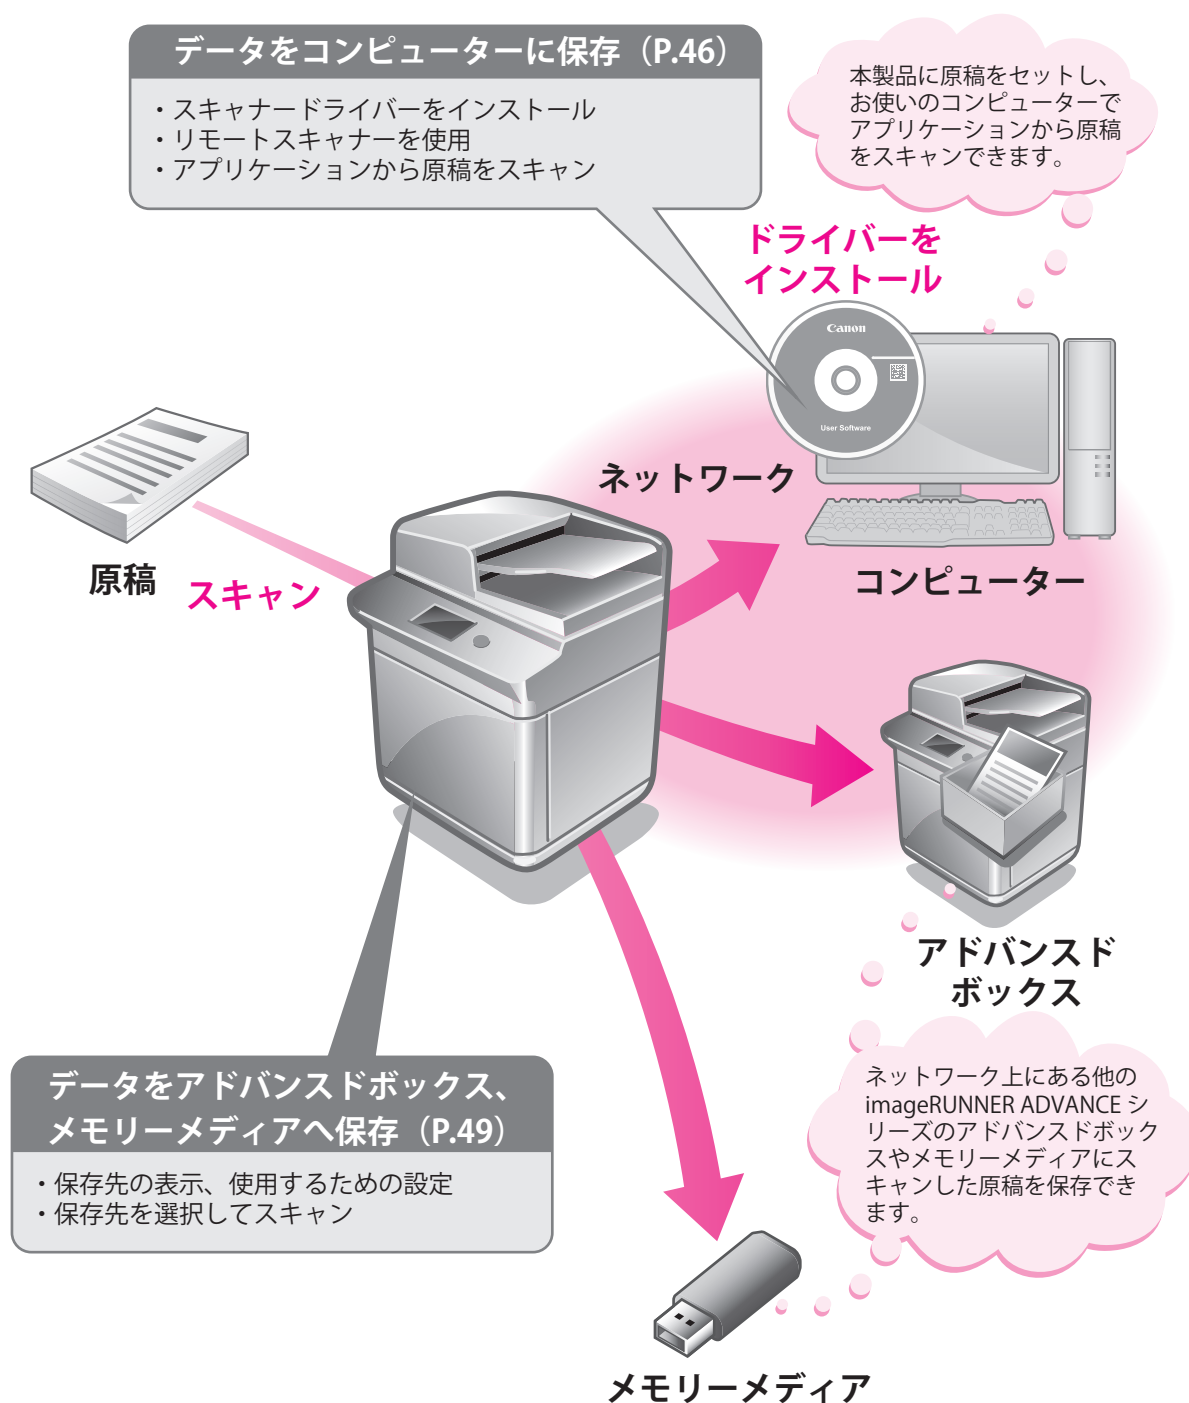 データをコンピューターに保存（P.46）
・スキャナードライバーをインストール
・リモートスキャナーを使用
・アプリケーションから原稿をスキャン
本製品に原稿をセットし、
お使いのコンピューターで
アプリケーションから原稿
をスキャンできます。
ドライバーを
インストール
Canon
User Software
ネットワーク
コンピューター
原稿
スキャン
アドバンスド
ボックス
データをアドバンスドボックス、
メモリーメディアへ保存（P.49）
・保存先の表示、使用するための設定
・保存先を選択してスキャン
ネットワーク上にある他の
imageRUNNER ADVANCE シ
リーズのアドバンスドボック
スやメモリーメディアにス
キャンした原稿を保存でき
ます。
メモリーメディア